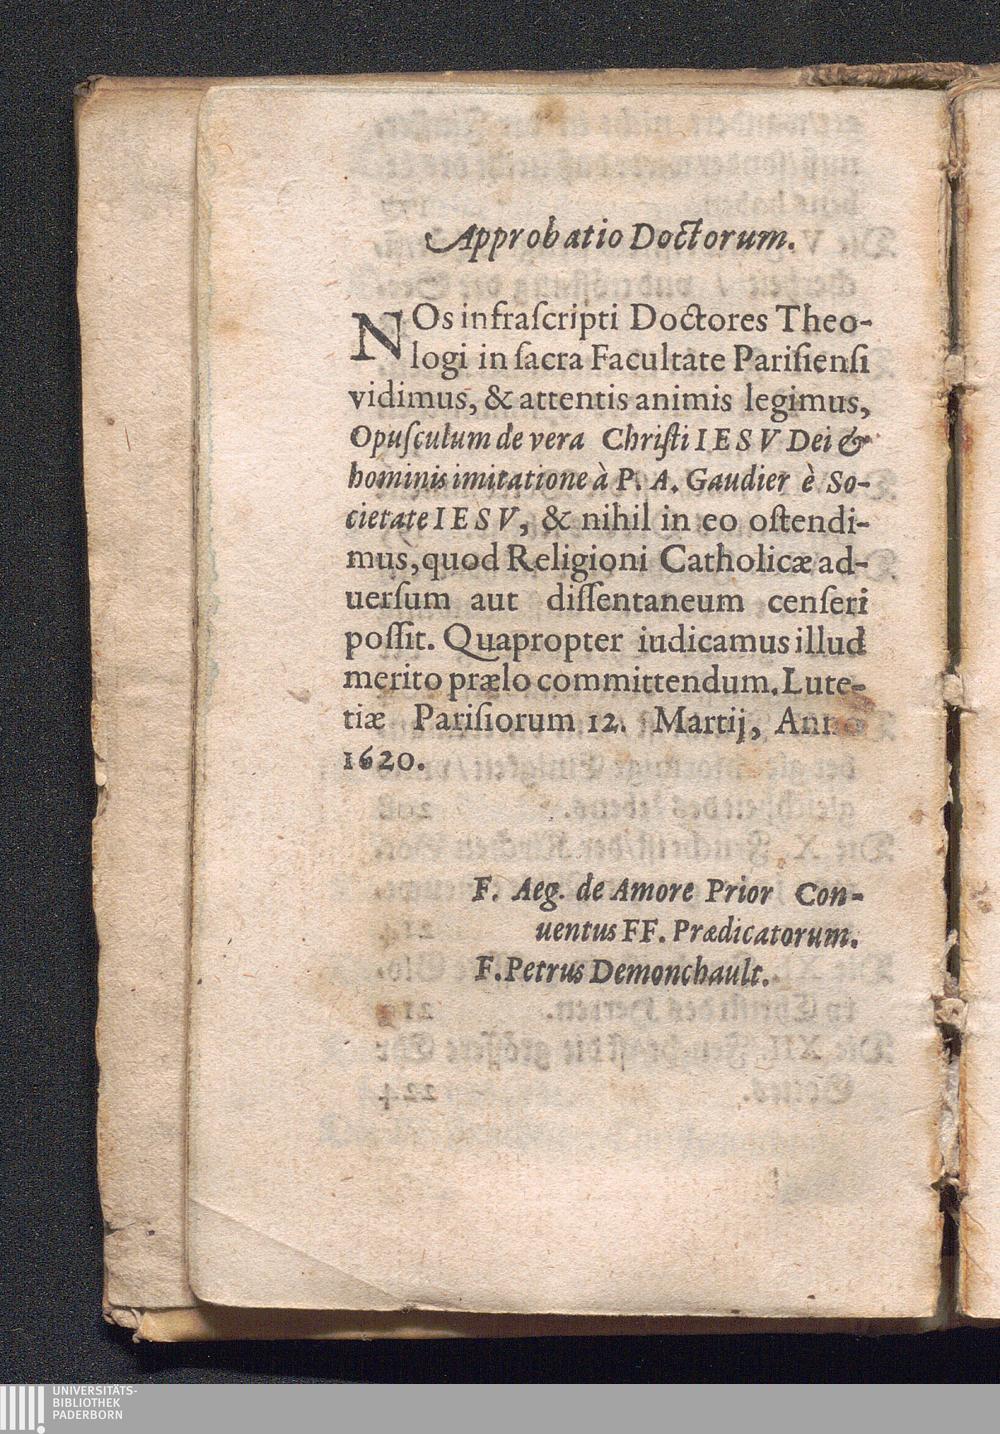 Approbatio Doctorum.
NOs infraſcripti Doctores Theo-
logi in ſacra Facultate Pariſienſi
vidimus, & attentis animis legimus,
Opuſculum de vera Chriſti IESV Dei &
hominis imitatione à P. A. Gaudier è So-
cietate IESV, & nihil in eo oſtendi-
mus, quod Religioni Catholicæ ad-
uerſum aut diſſentaneum cenſeri
poſſit. Quapropter iudicamus illud
merito prælo committendum. Lute-
tiæ Pariſiorum 12. Martij, Anno
1620.
F. Aeg. de Amore Prior Con-
uentus FF. Prædicatorum.
F. Petrus Demonchault.
UNIVERSITÄTS-
BIBLIOTHEK
PADERBORN